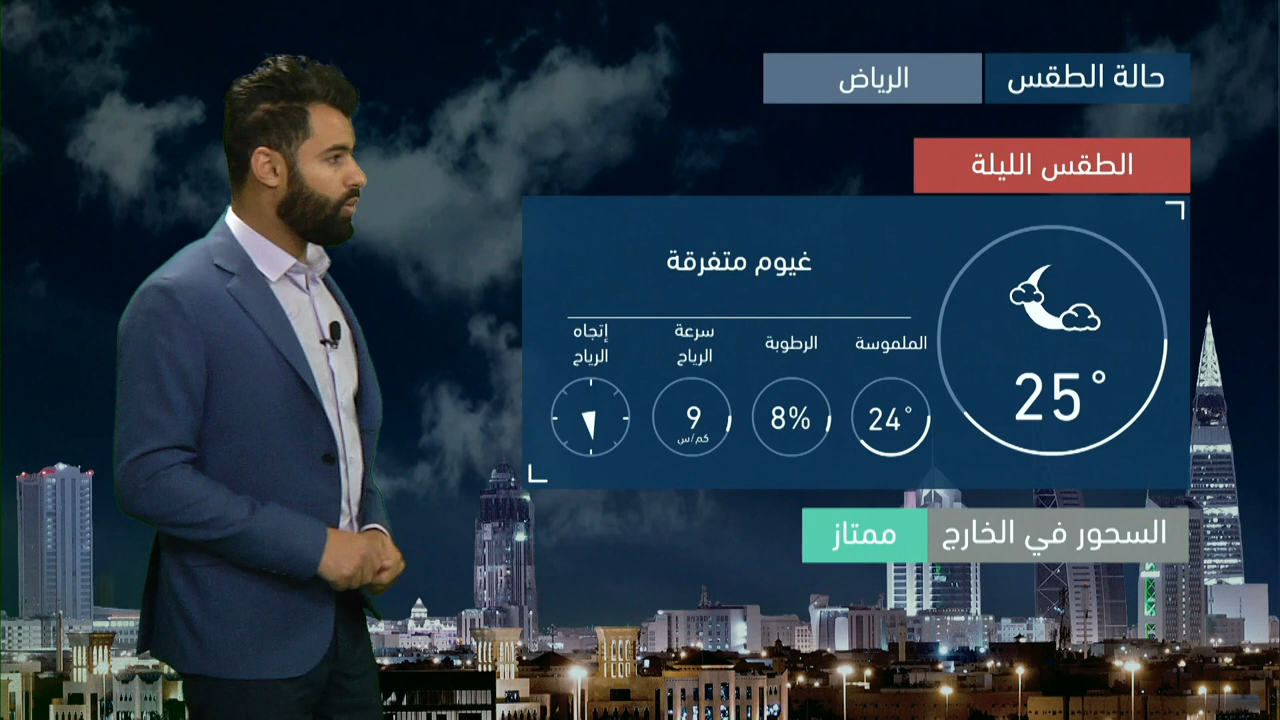 حالة الطقس
الرياض
الطقس الليلة
غيوم متفرقة
25°
الملموسة
24°
الرطوبة
8%
سرعة
الرياح
9
كم/س
إتجاه
الرياح
السحور في الخارج
ممتاز